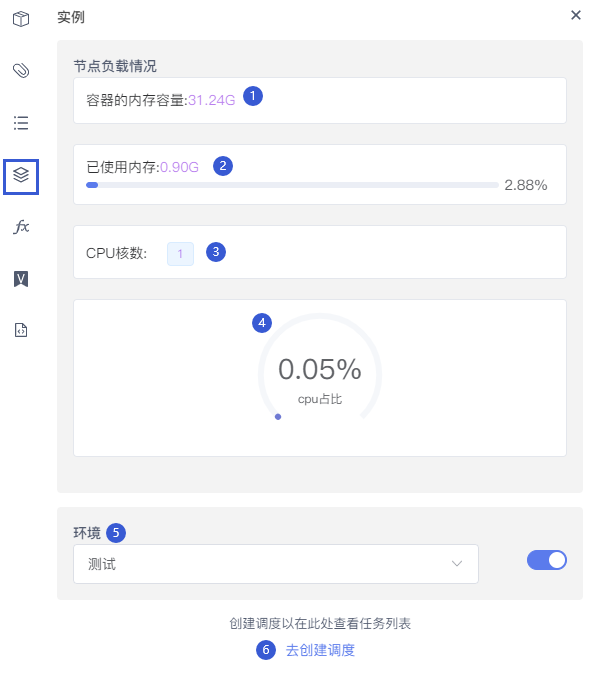 实例
节点负载情况
容器的内存容量:31.24G 1
已使用内存:0.90G 2
2.88%
CPU核数: 1 3
4
0.05%
cpu占比
环境 5
测试
创建调度以在此处查看任务列表
6 去创建调度
fx
V